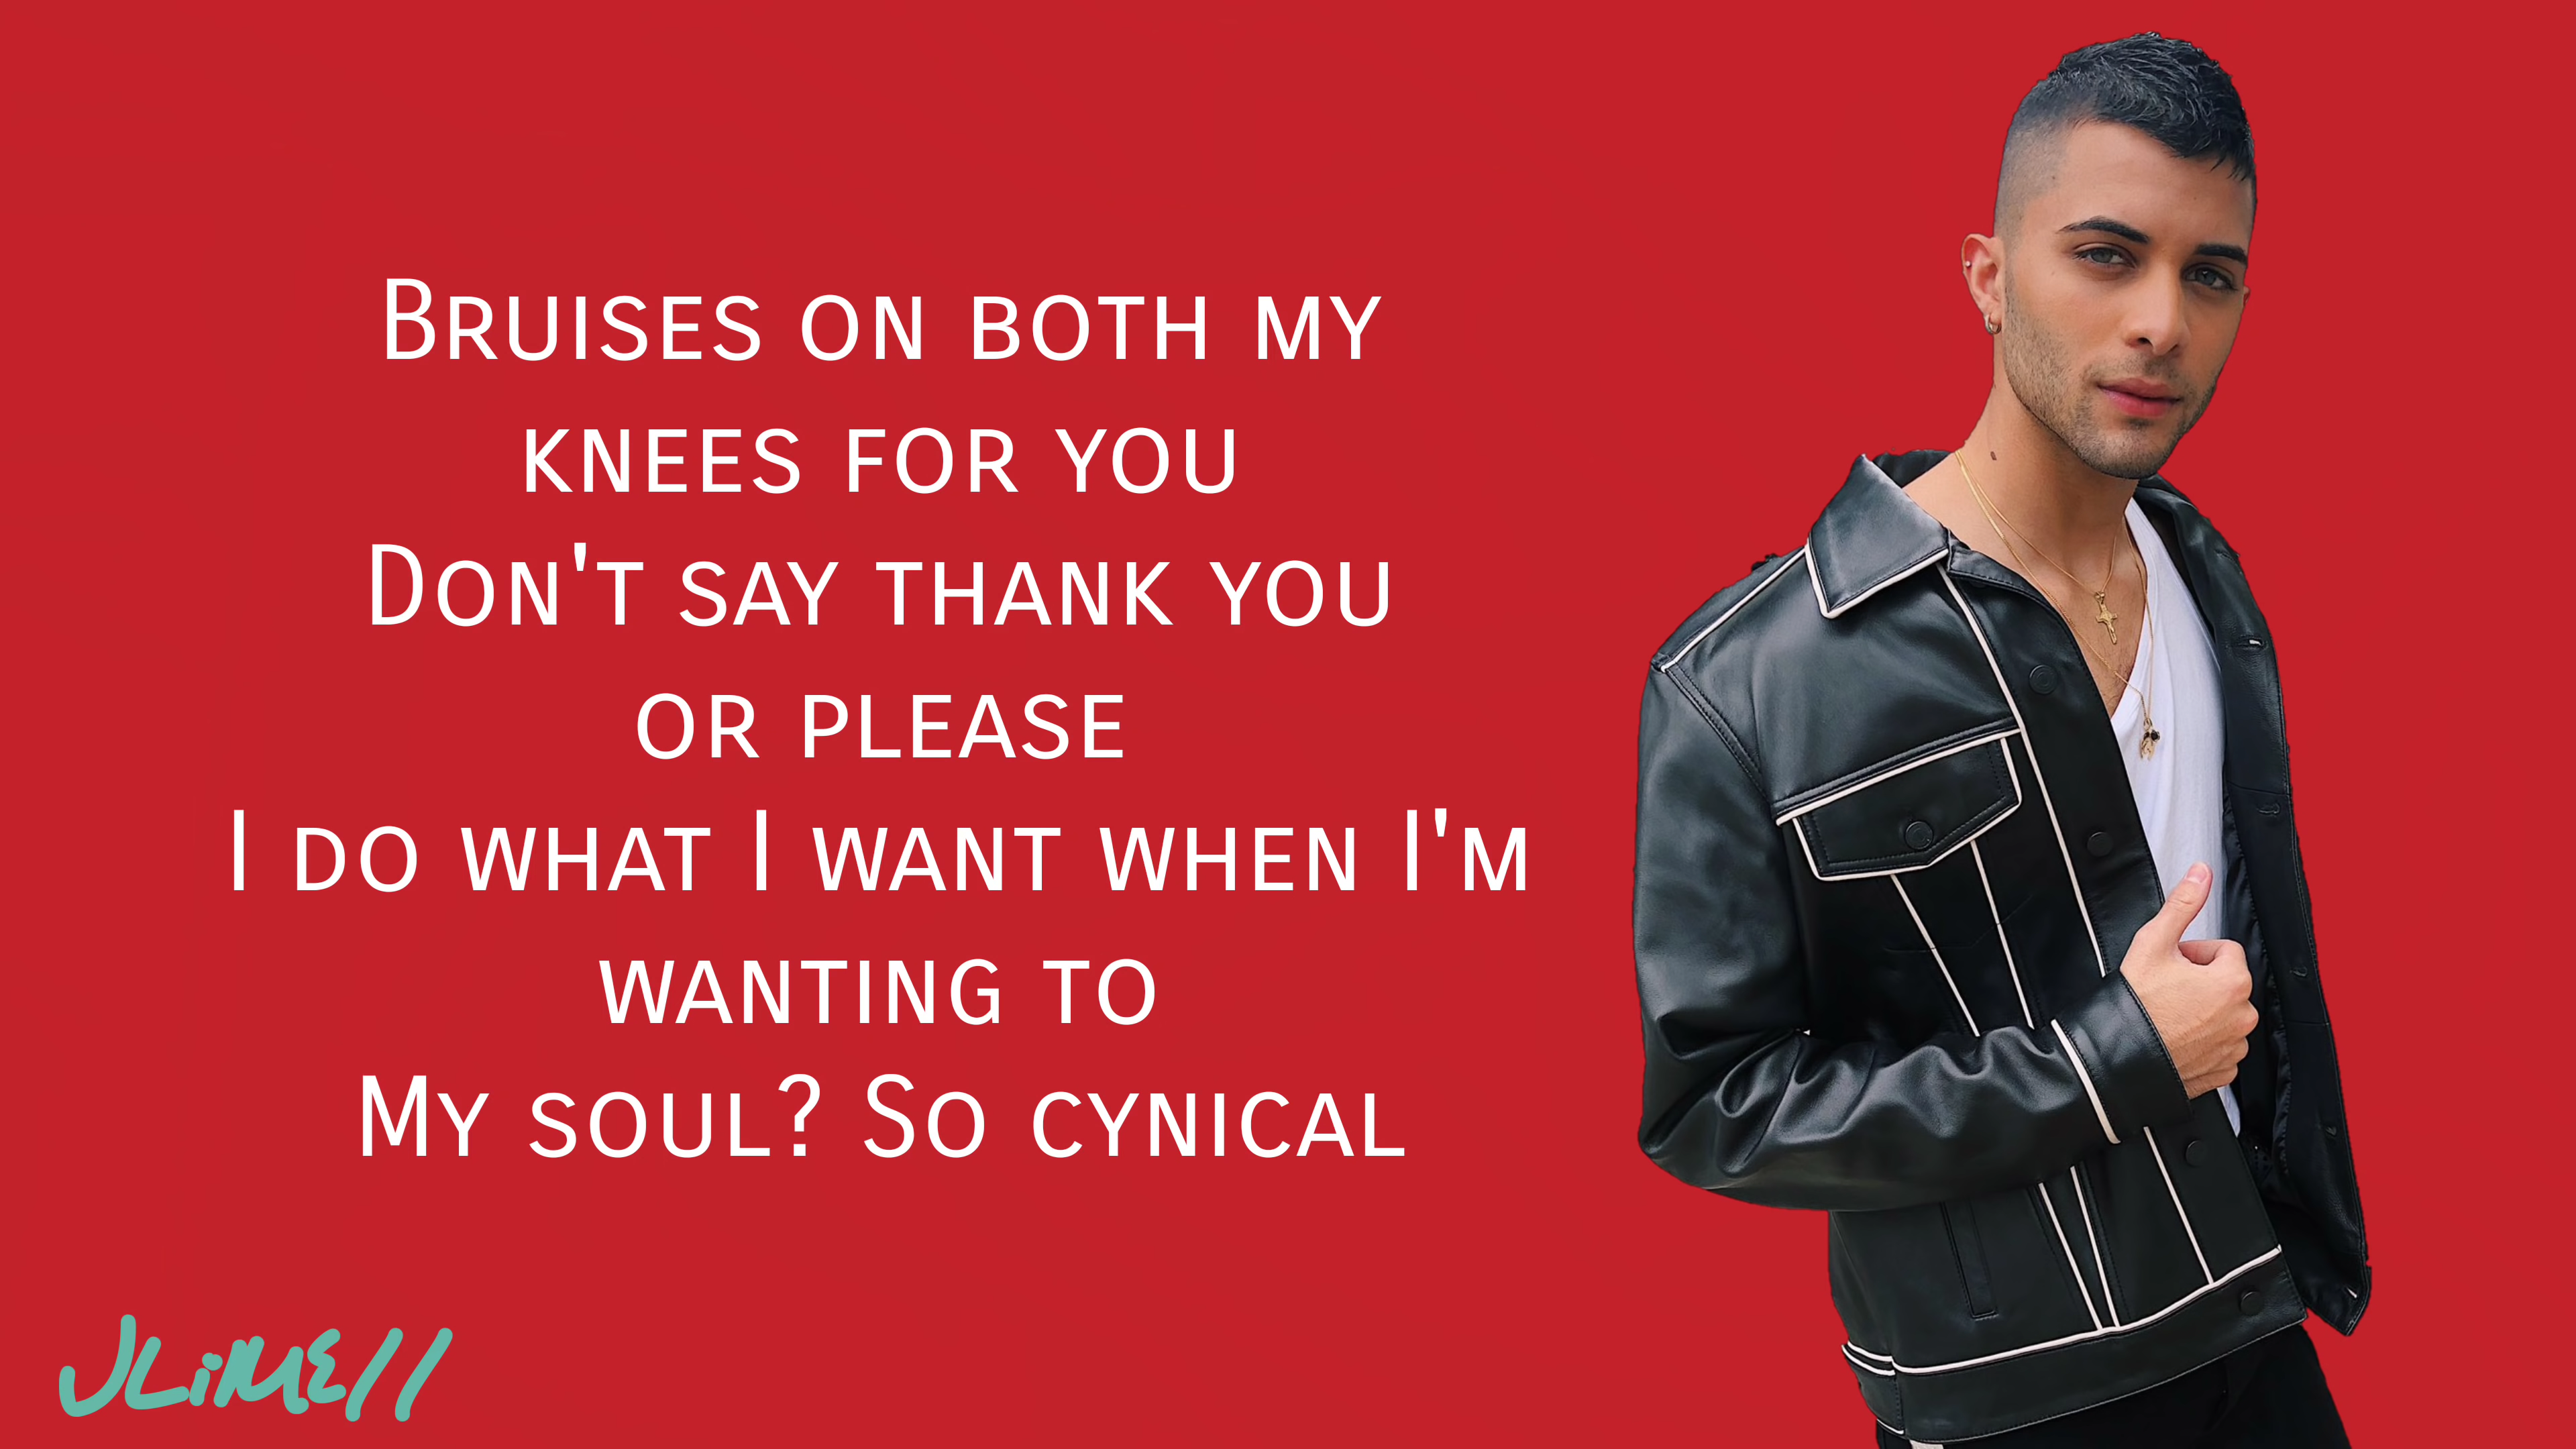 Bruises on both my
knees for you
Don't say thank you
or please
I do what I want when I'm
wanting to
My soul? So cynical
JLiME//